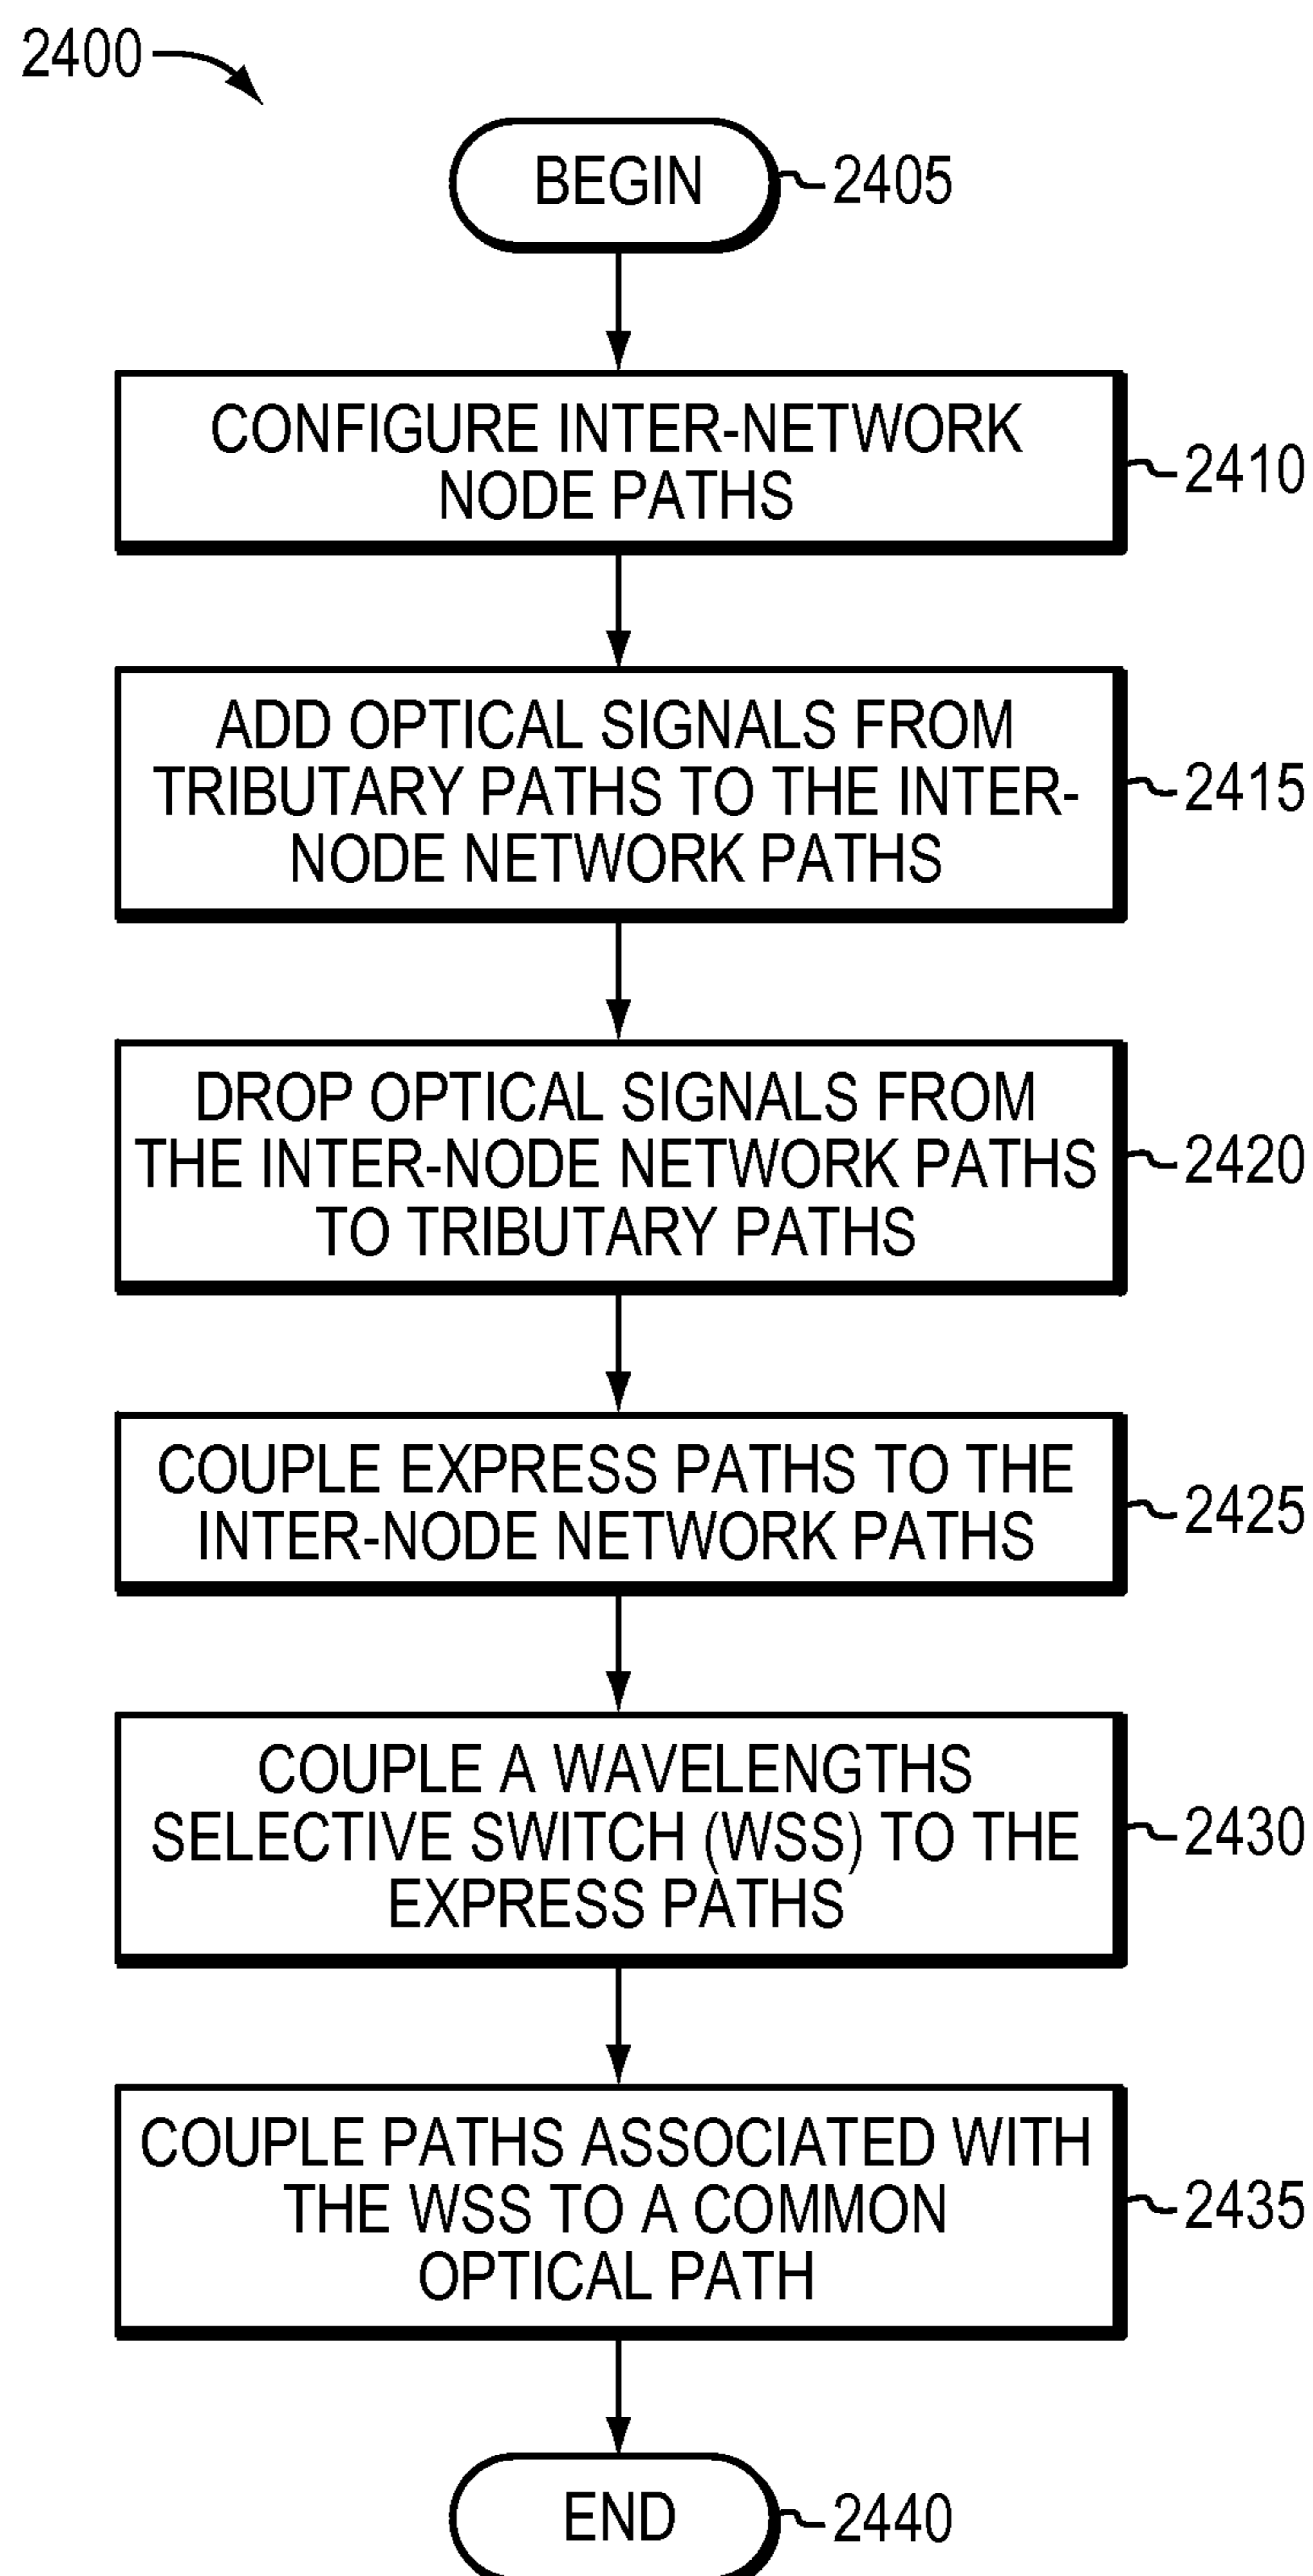 2400
BEGIN
2405
CONFIGURE INTER-NETWORK
NODE PATHS
2410
ADD OPTICAL SIGNALS FROM
TRIBUTARY PATHS TO THE INTER-
NODE NETWORK PATHS
2415
DROP OPTICAL SIGNALS FROM
THE INTER-NODE NETWORK PATHS
TO TRIBUTARY PATHS
2420
COUPLE EXPRESS PATHS TO THE
INTER-NODE NETWORK PATHS
2425
COUPLE A WAVELENGTHS
SELECTIVE SWITCH (WSS) TO THE
EXPRESS PATHS
2430
COUPLE PATHS ASSOCIATED WITH
THE WSS TO A COMMON
OPTICAL PATH
2435
END
2440